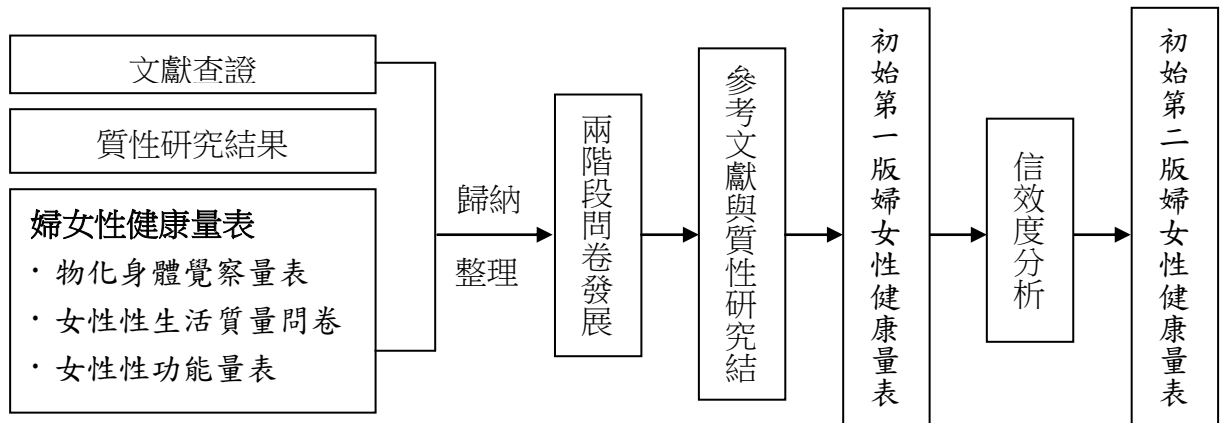 文獻查證
質性研究結果
婦女性健康量表
· 物化身體覺察量表
· 女性性生活質量問卷
· 女性性功能量表
歸納
整理
兩階段問卷發展
參考文獻與質性研究結
初始第一版婦女性健康量表
信效度分析
初始第二版婦女性健康量表